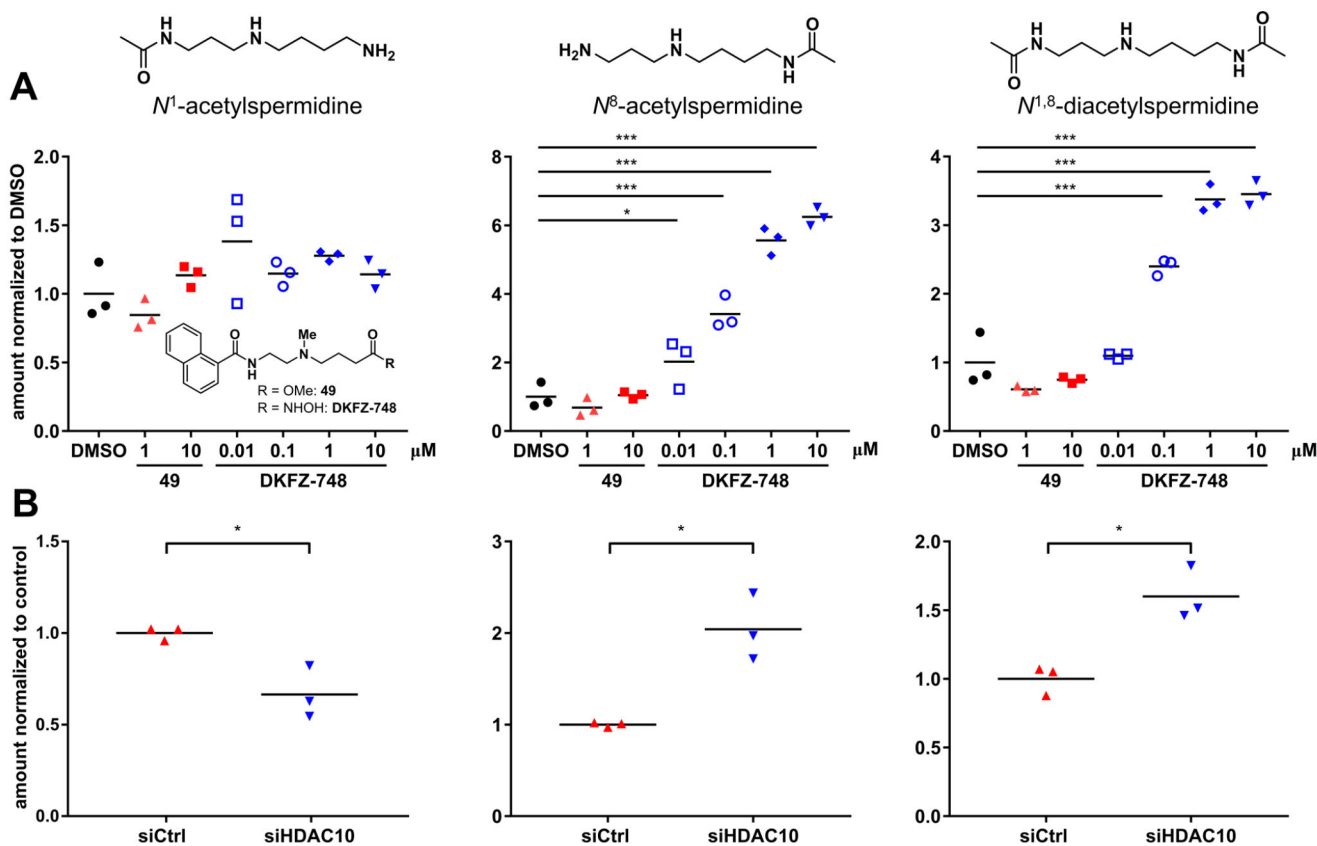 H
N
H
N
NH2
O
H2N
H
N
N
H
O
H
N
O
H
N
N
H
O
A
N1-acetylspermidine
N8-acetylspermidine
N1,8-diacetylspermidine
amount normalized to DMSO
2.0
1.5
1.0
0.5
0.0
O
N
H
Me
N
O
R
R = OMe: 49
R = NHOH: DKFZ-748
DMSO 1 10 0.01 0.1 1 10 μM
49 DKFZ-748
***
***
***
*
8
6
4
2
0
DMSO 1 10 0.01 0.1 1 10 μM
49 DKFZ-748
***
***
***
4
3
2
1
0
DMSO 1 10 0.01 0.1 1 10 μM
49 DKFZ-748
B
amount normalized to control
*
1.5
1.0
0.5
0.0
siCtrl siHDAC10
*
3
2
1
0
siCtrl siHDAC10
*
2.0
1.5
1.0
0.5
0.0
siCtrl siHDAC10